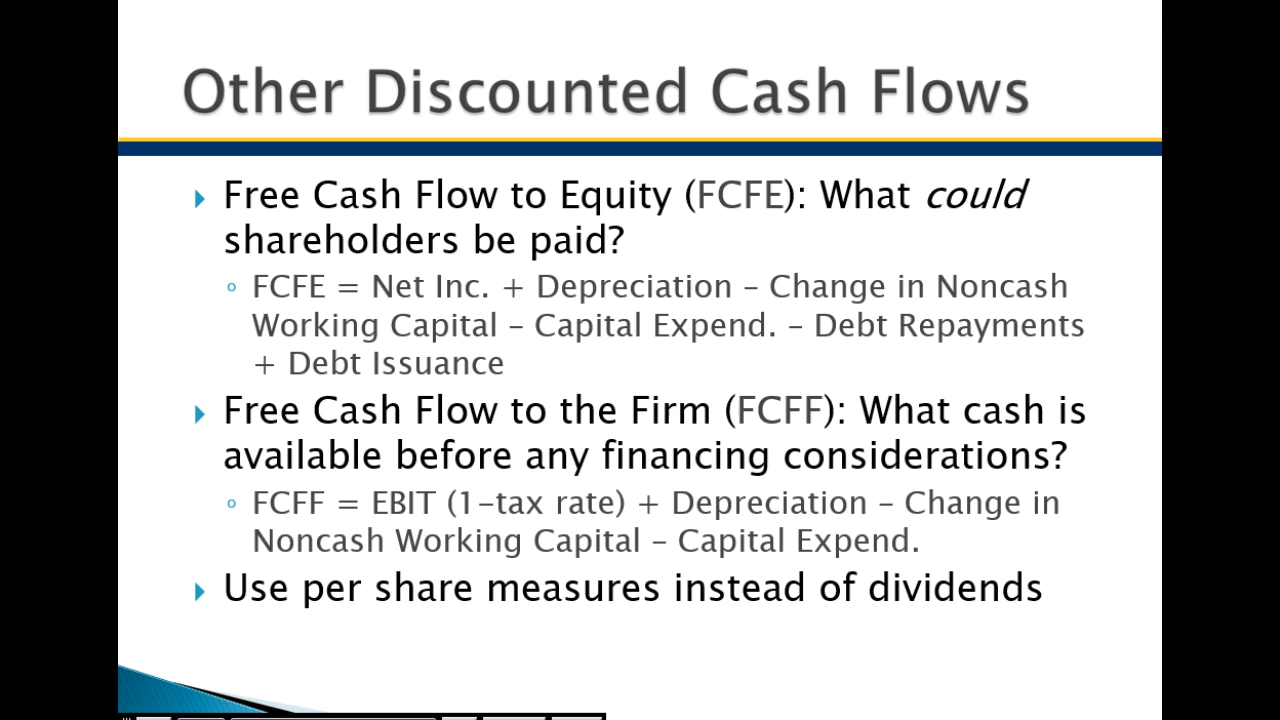 Other Discounted Cash Flows
Free Cash Flow to Equity (FCFE): What could
shareholders be paid?
FCFE = Net Inc. + Depreciation – Change in Noncash
Working Capital – Capital Expend. – Debt Repayments
+ Debt Issuance
Free Cash Flow to the Firm (FCFF): What cash is
available before any financing considerations?
FCFF = EBIT (1-tax rate) + Depreciation – Change in
Noncash Working Capital – Capital Expend.
Use per share measures instead of dividends